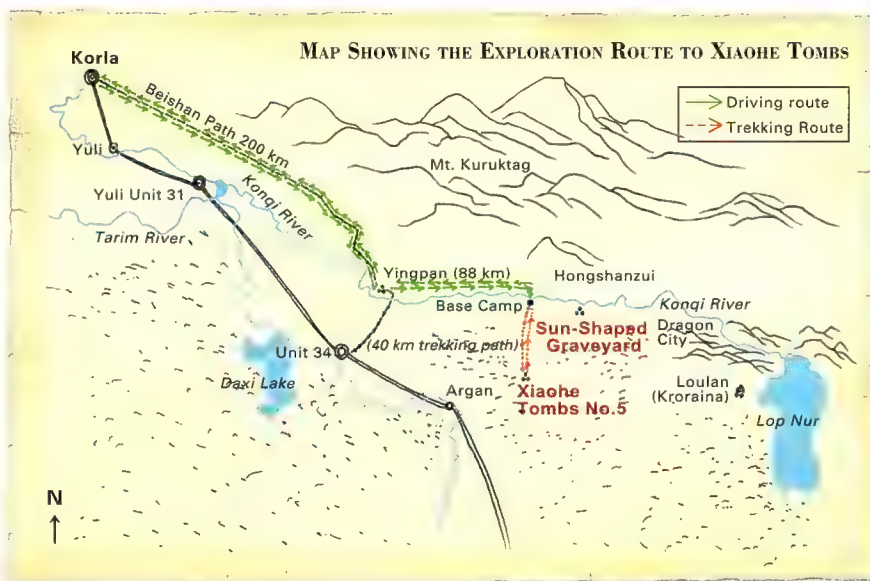 MAP SHOWING THE EXPLORATION ROUTE TO XIAOHE TOMBS
Korla
Driving route
Trekking Route
Beishan Path 200 km
Yuli
Mt. Kuruktag
Yuli Unit 31
Konqi River
Tarim River
Yingpan (88 km)
Hongshanzui
Base Camp
Konqi River
Sun-Shaped
Graveyard
Dragon
City
Unit 34
(40 km trekking path)
Daxi Lake
Argan
Xiaohe
Tombs No.5
Loulan
(Kroraina)
Lop Nur
N